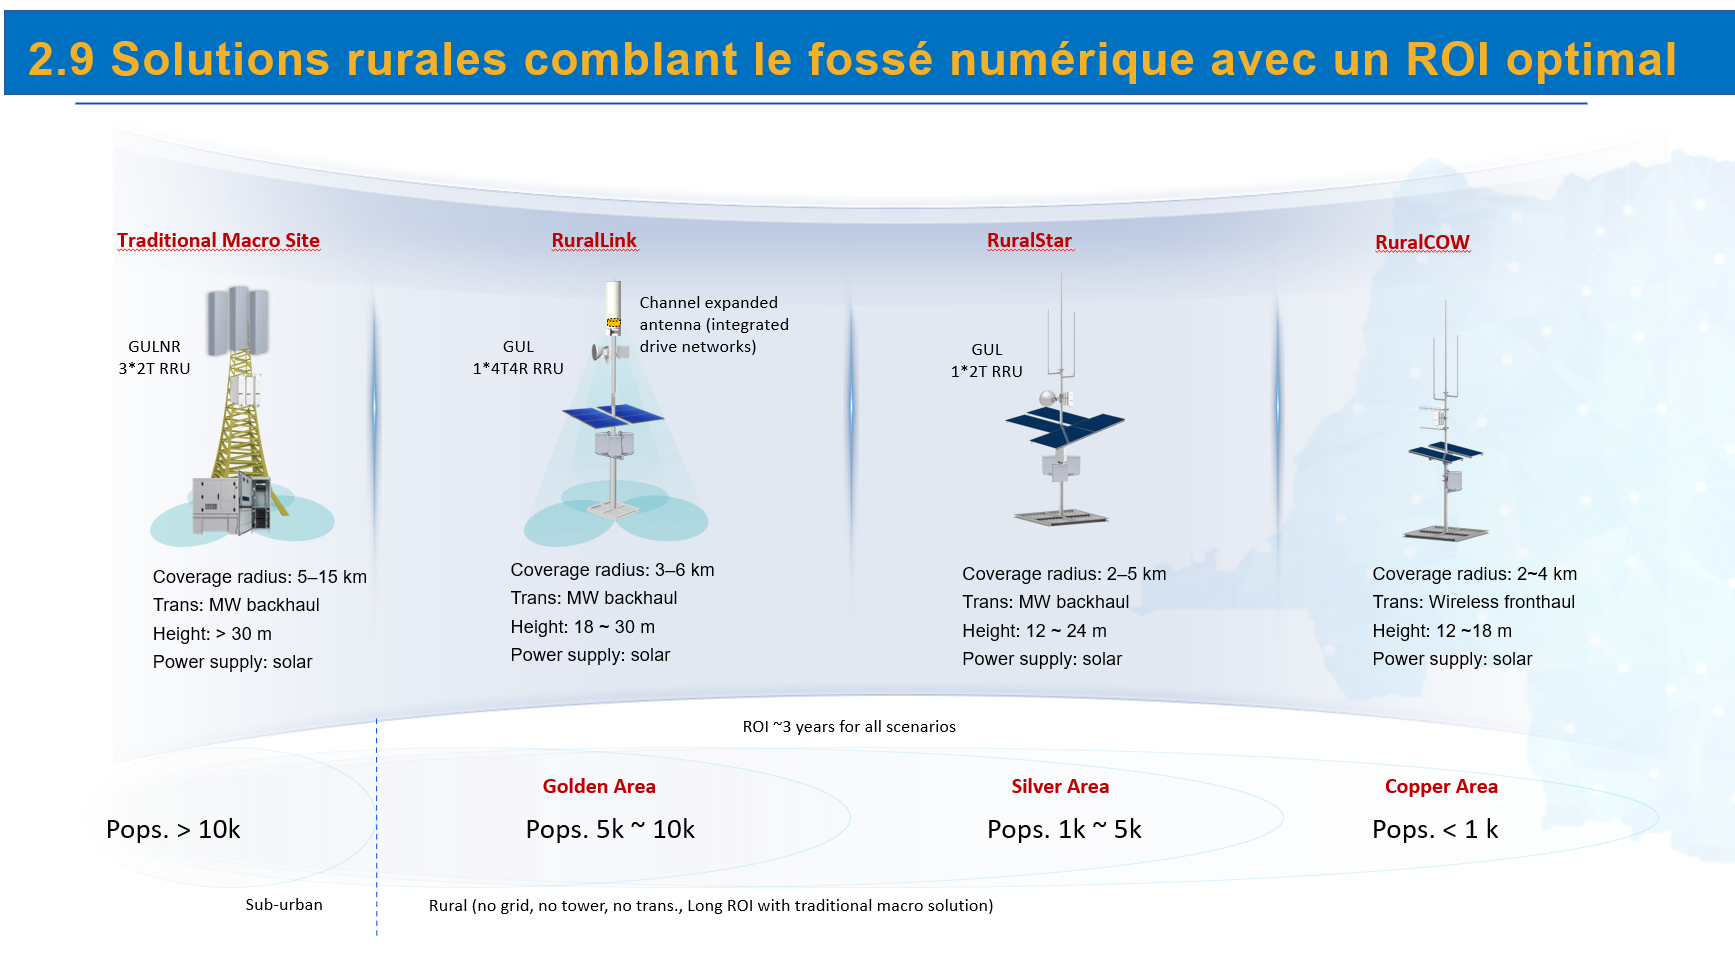 2.9 Solutions rurales comblant le fossé numérique avec un ROI optimal
Traditional Macro Site
GULNR
3*2T RRU
Coverage radius: 5–15 km
Trans: MW backhaul
Height: > 30 m
Power supply: solar
RuralLink
Channel expanded
antenna (integrated
drive networks)
GUL
1*4T4R RRU
Coverage radius: 3–6 km
Trans: MW backhaul
Height: 18 ~ 30 m
Power supply: solar
RuralStar
GUL
1*2T RRU
Coverage radius: 2–5 km
Trans: MW backhaul
Height: 12 ~ 24 m
Power supply: solar
RuralCOW
Coverage radius: 2~4 km
Trans: Wireless fronthaul
Height: 12 ~18 m
Power supply: solar
ROI ~3 years for all scenarios
Pops. > 10k
Golden Area
Pops. 5k ~ 10k
Silver Area
Pops. 1k ~ 5k
Copper Area
Pops. < 1 k
Sub-urban
Rural (no grid, no tower, no trans., Long ROI with traditional macro solution)